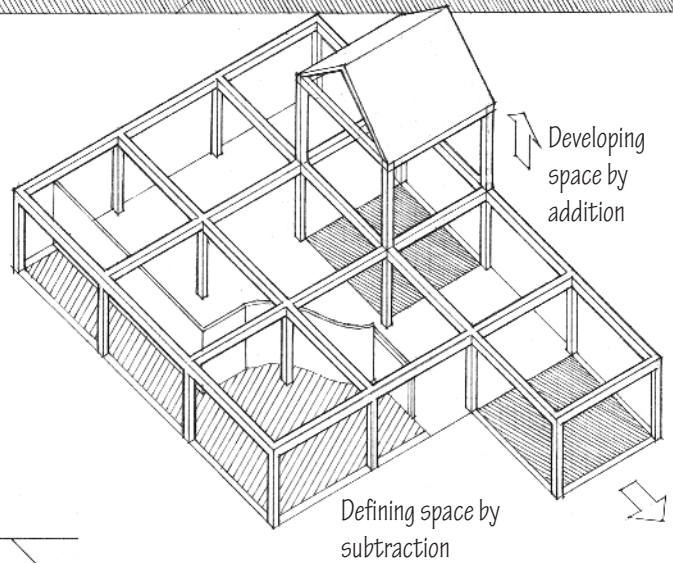 Developing
space by
addition
Defining space by
subtraction